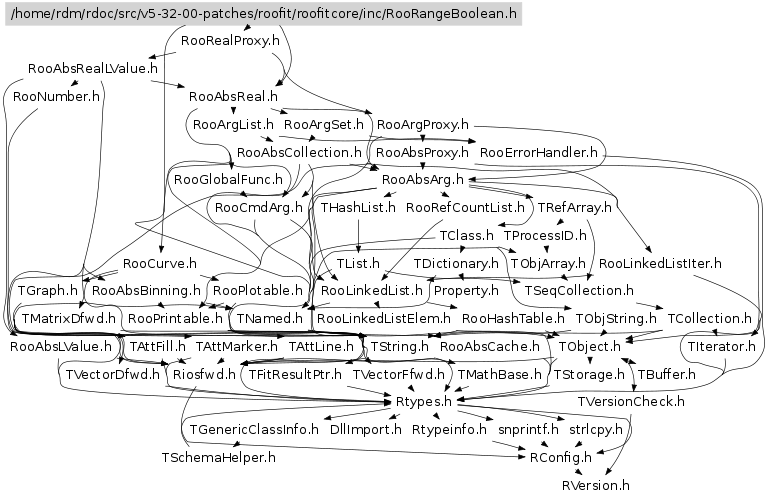 /home/rdm/rdoc/src/v5-32-00-patches/roofit/roofitcore/inc/RooRangeBoolean.h
RooRealProxy.h
RooAbsRealLValue.h
RooNumber.h RooAbsReal.h
RooArgList.h RooArgSet.h RooArgProxy.h
RooAbsCollection.h RooAbsProxy.h RooErrorHandler.h
RooGlobalFunc.h RooAbsArg.h
RooCmdArg.h THashList.h RooRefCountList.h TRefArray.h
TClass.h TProcessID.h
RooCurve.h TList.h TDictionary.h TObjArray.h RooLinkedListIter.h
TGraph.h RooAbsBinning.h RooPlotable.h RooLinkedList.h Property.h TSeqCollection.h
TMatrixDfwd.h RooPrintable.h TNamed.h RooLinkedListElem.h RooHashTable.h TObjString.h TCollection.h
RooAbsLValue.h TAttFill.h TAttMarker.h TAttLine.h TString.h RooAbsCache.h TObject.h TIterator.h
TVectorDfwd.h Riosfwd.h TFitResultPtr.h TVectorFfwd.h TMathBase.h TStorage.h TBuffer.h
Rtypes.h TVersionCheck.h
TGenericClassInfo.h DllImport.h Rtypeinfo.h snprintf.h strlcpy.h
TSchemaHelper.h RConfig.h
RVersion.h